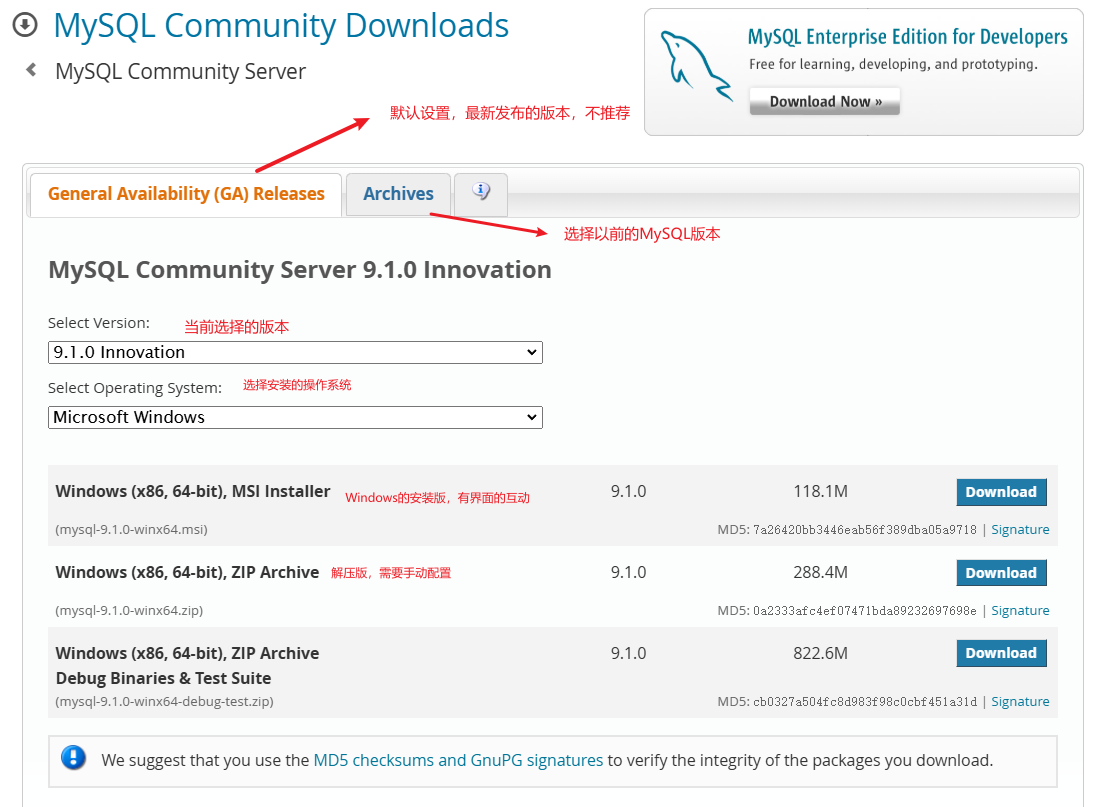 MySQL Community Downloads
MySQL Community Server
MySQL Enterprise Edition for Developers
Free for learning, developing, and prototyping.
Download Now »
默认设置，最新发布的版本，不推荐
General Availability (GA) Releases
Archives
选择以前的MySQL版本
MySQL Community Server 9.1.0 Innovation
Select Version:
当前选择的版本
9.1.0 Innovation
Select Operating System:
选择安装的操作系统
Microsoft Windows
Windows (x86, 64-bit), MSI Installer
Windows的安装版，有界面的互动
9.1.0
118.1M
Download
(mysql-9.1.0-winx64.msi)
MD5: 7a26420bb3446eab56f389dba05a9718 | Signature
Windows (x86, 64-bit), ZIP Archive
解压版，需要手动配置
9.1.0
288.4M
Download
(mysql-9.1.0-winx64.zip)
MD5: 0a2333afc4ef07471bda89232697698e | Signature
Windows (x86, 64-bit), ZIP Archive
9.1.0
822.6M
Download
Debug Binaries & Test Suite
(mysql-9.1.0-winx64-debug-test.zip)
MD5: cb0327a504fc8d983f98c0cbf451a31d | Signature
We suggest that you use the MD5 checksums and GnuPG signatures to verify the integrity of the packages you download.